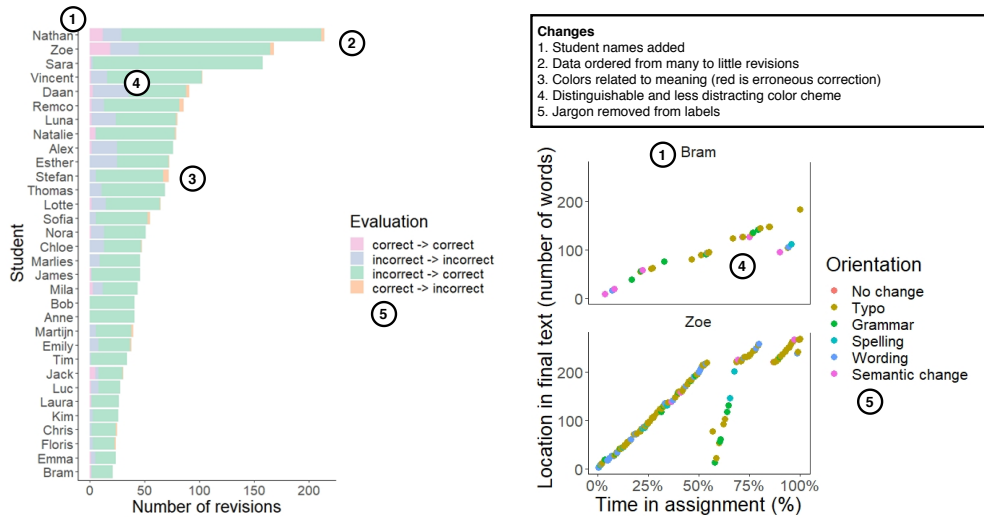 1
Nathan
2
Zoe
Sara
Vincent
4
Daan
Remco
Luna
Natalie
Alex
Esther
Stefan
3
Thomas
Lotte
Sofia
Nora
Chloe
Marlies
James
Mila
Bob
Anne
Martijn
Emily
Tim
Jack
Luc
Laura
Kim
Chris
Floris
Emma
Bram
Student
0 50 100 150 200
Number of revisions
Evaluation
correct -> correct
incorrect -> incorrect
incorrect -> correct
correct -> incorrect
5
Changes
1. Student names added
2. Data ordered from many to little revisions
3. Colors related to meaning (red is erroneous correction)
4. Distinguishable and less distracting color cheme
5. Jargon removed from labels
1 Bram
200
100
0
4
Zoe
200
100
0
Location in final text (number of words)
0% 25% 50% 75% 100%
Time in assignment (%)
Orientation
No change
Typo
Grammar
Spelling
Wording
Semantic change
5